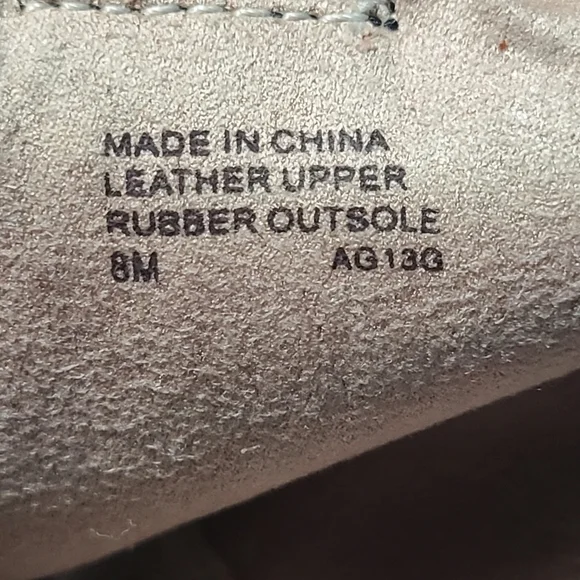 MADE IN CHINA
LEATHER UPPER
RUBBER OUTSOLE
8M AG13G